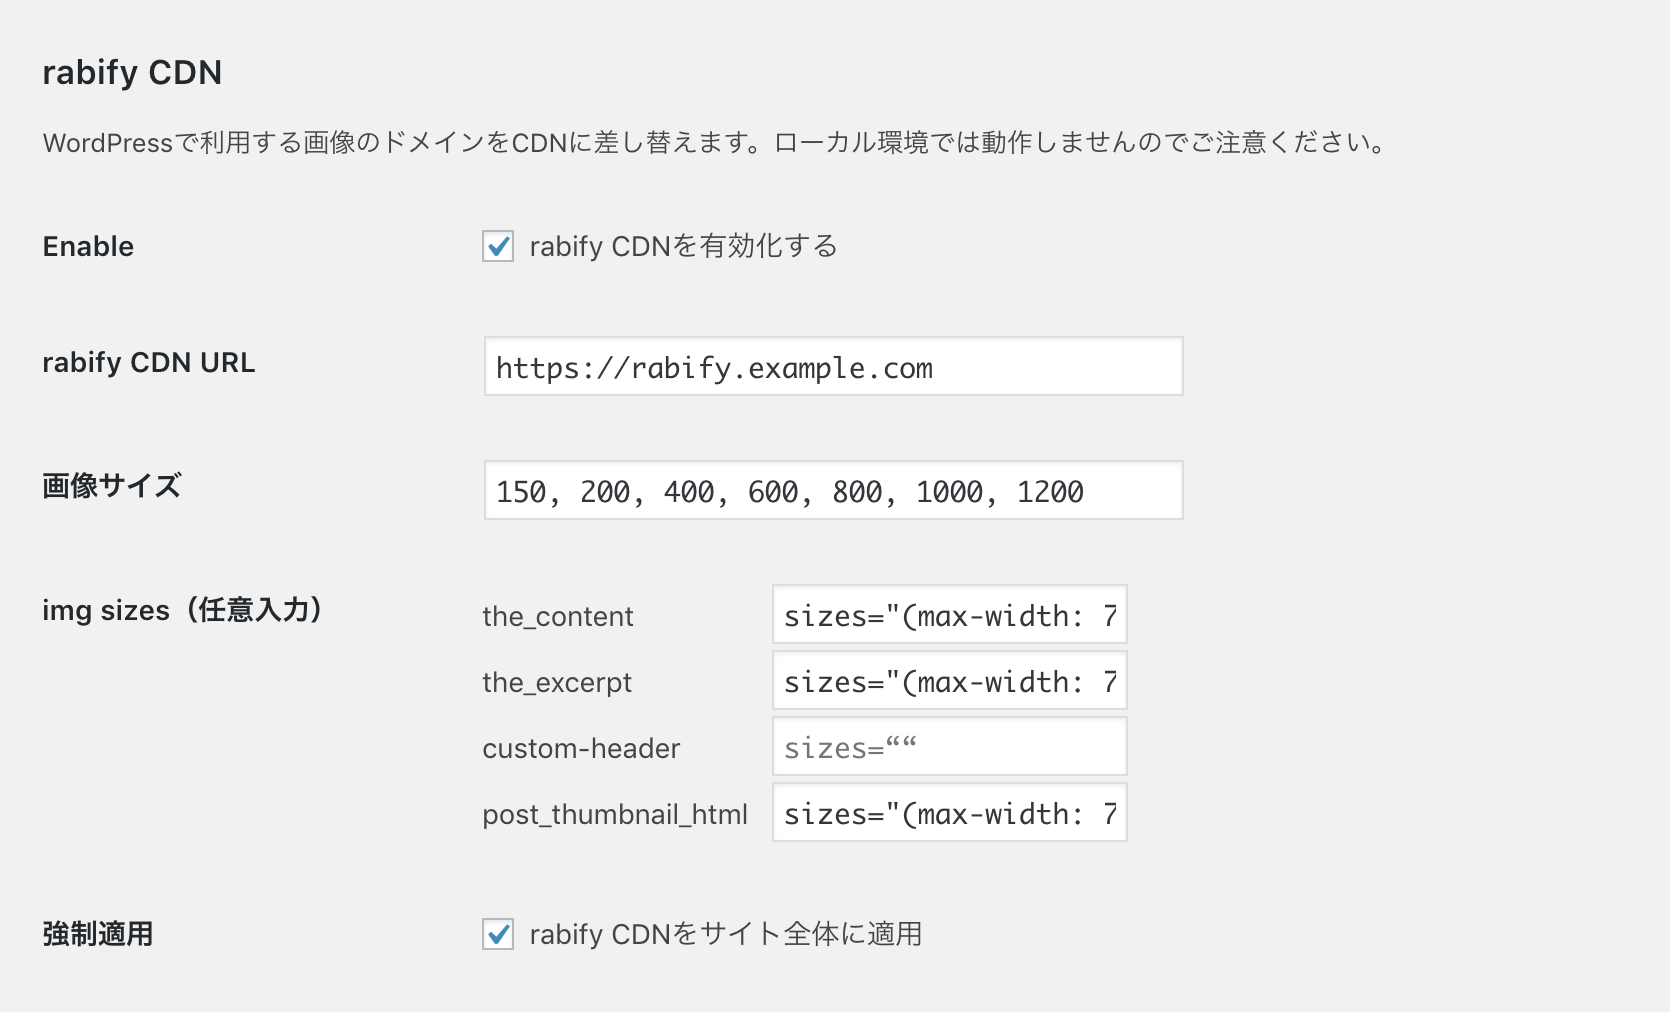 rabify CDN
WordPressで利用する画像のドメインをCDNに差し替えます。ローカル環境では動作しませんのでご注意ください。
Enable
rabify CDNを有効化する
rabify CDN URL
https://rabify.example.com
画像サイズ
150, 200, 400, 600, 800, 1000, 1200
img sizes（任意入力）
the_content
sizes="(max-width: 7
the_excerpt
sizes="(max-width: 7
custom-header
sizes=““
post_thumbnail_html
sizes="(max-width: 7
強制適用
rabify CDNをサイト全体に適用